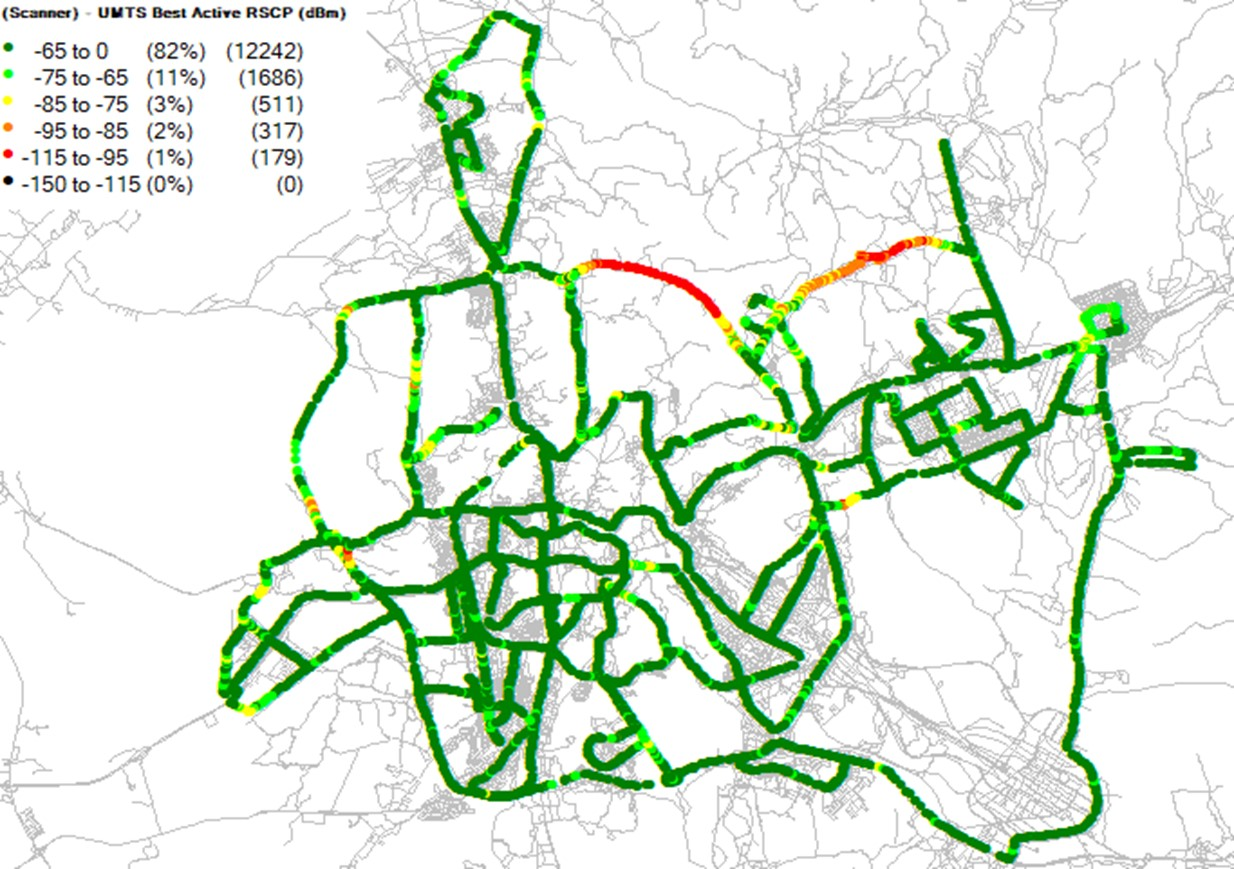 (Scanner) - UMTS Best Active RSCP (dBm)
-65 to 0 (82%) (12242)
-75 to -65 (11%) (1686)
-85 to -75 (3%) (511)
-95 to -85 (2%) (317)
-115 to -95 (1%) (179)
-150 to -115 (0%) (0)